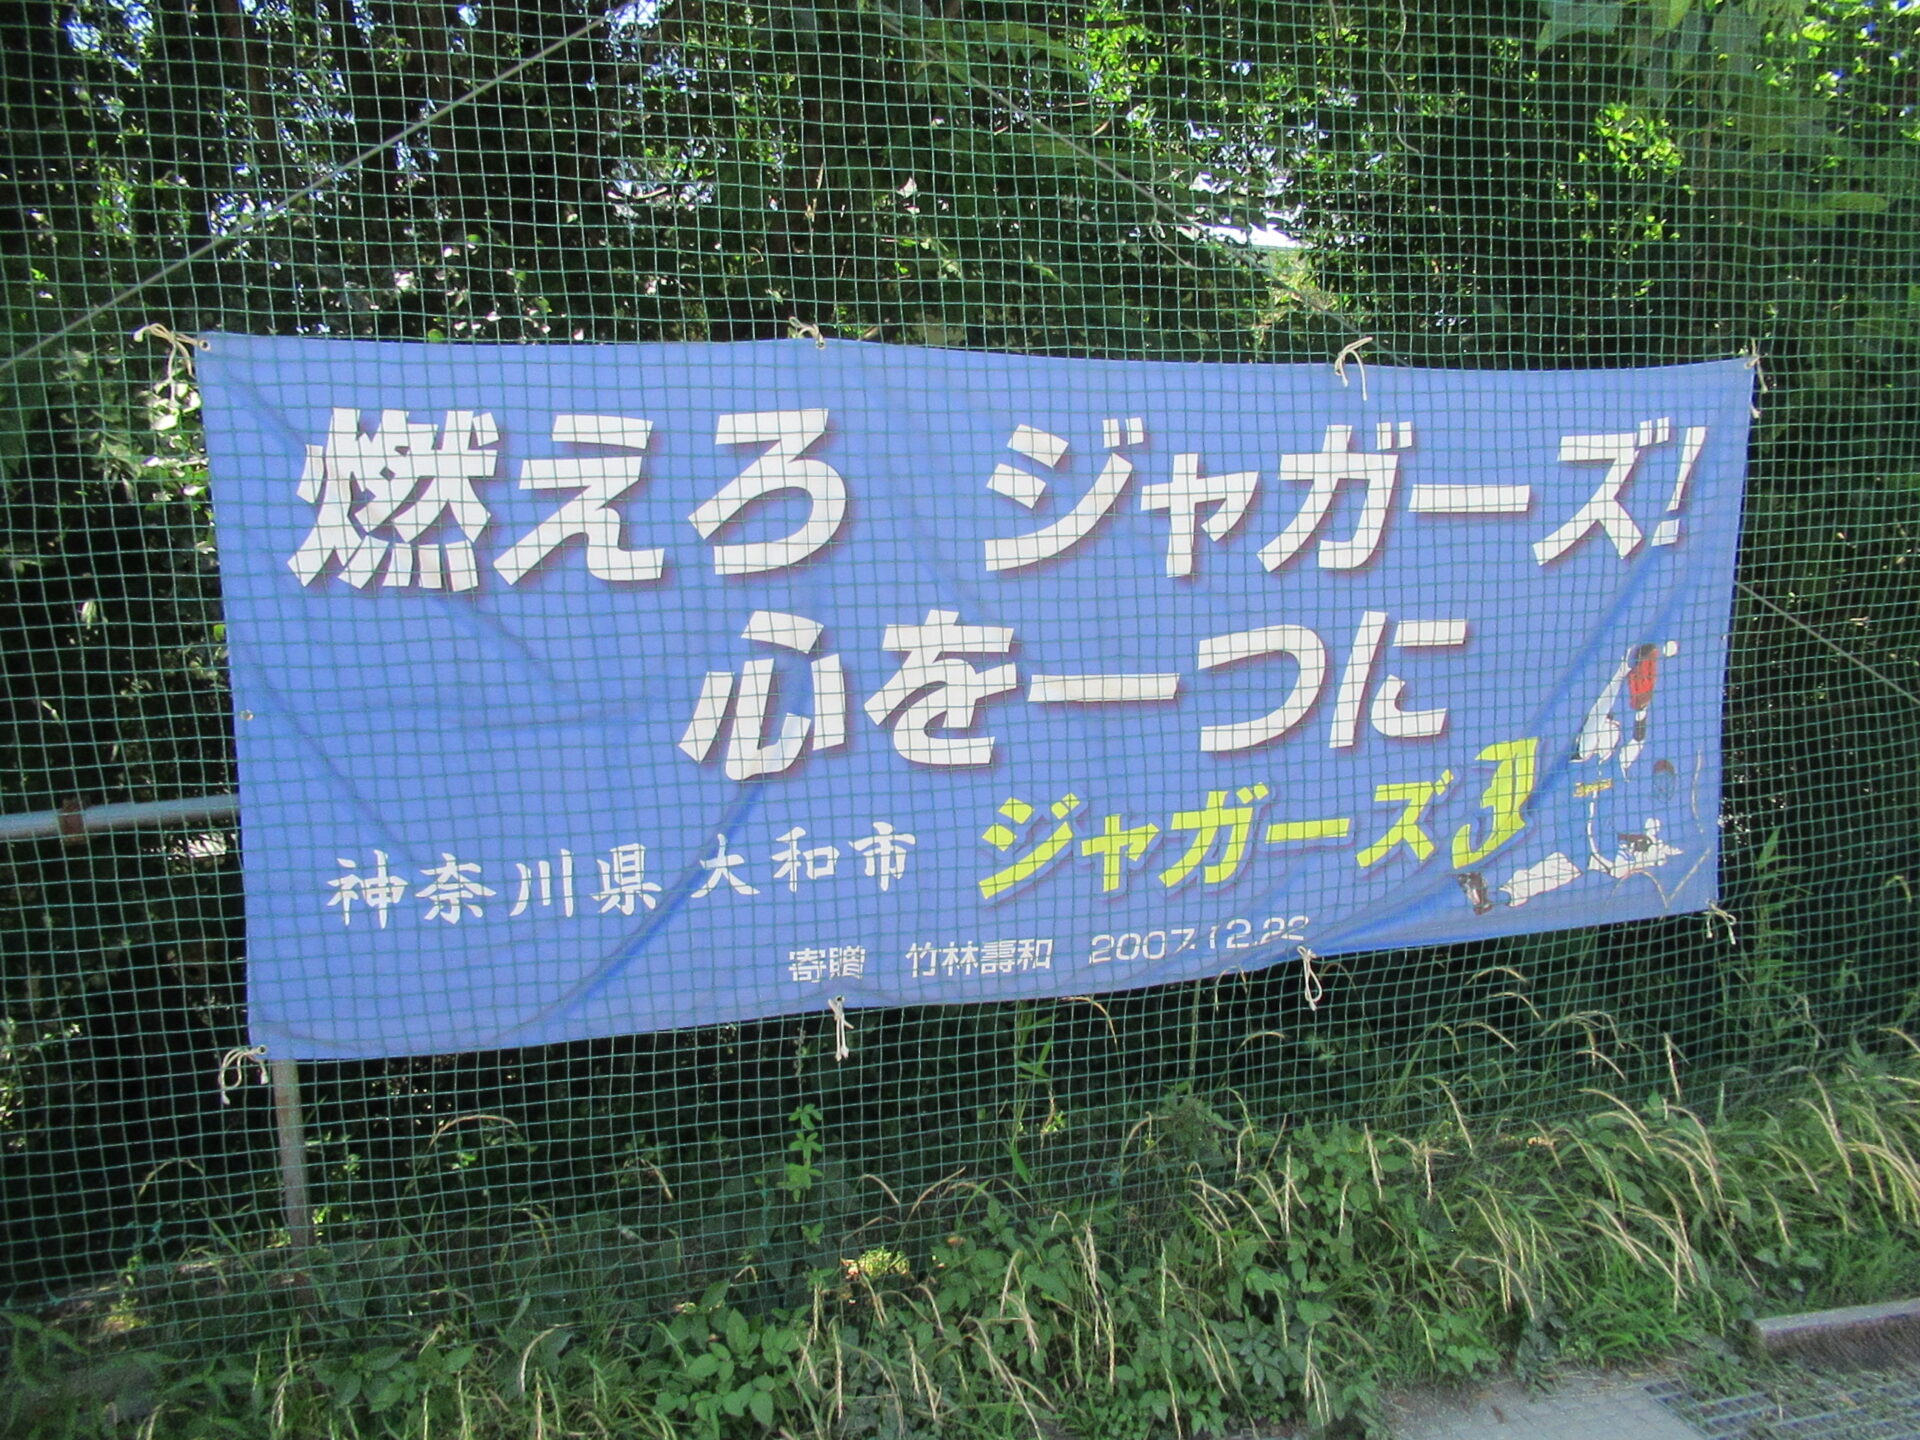 燃えろ ジャガーズ!
心を一つに
神奈川県 大和市 ジャガーズ J
寄贈 竹林壽和 2007.12.22